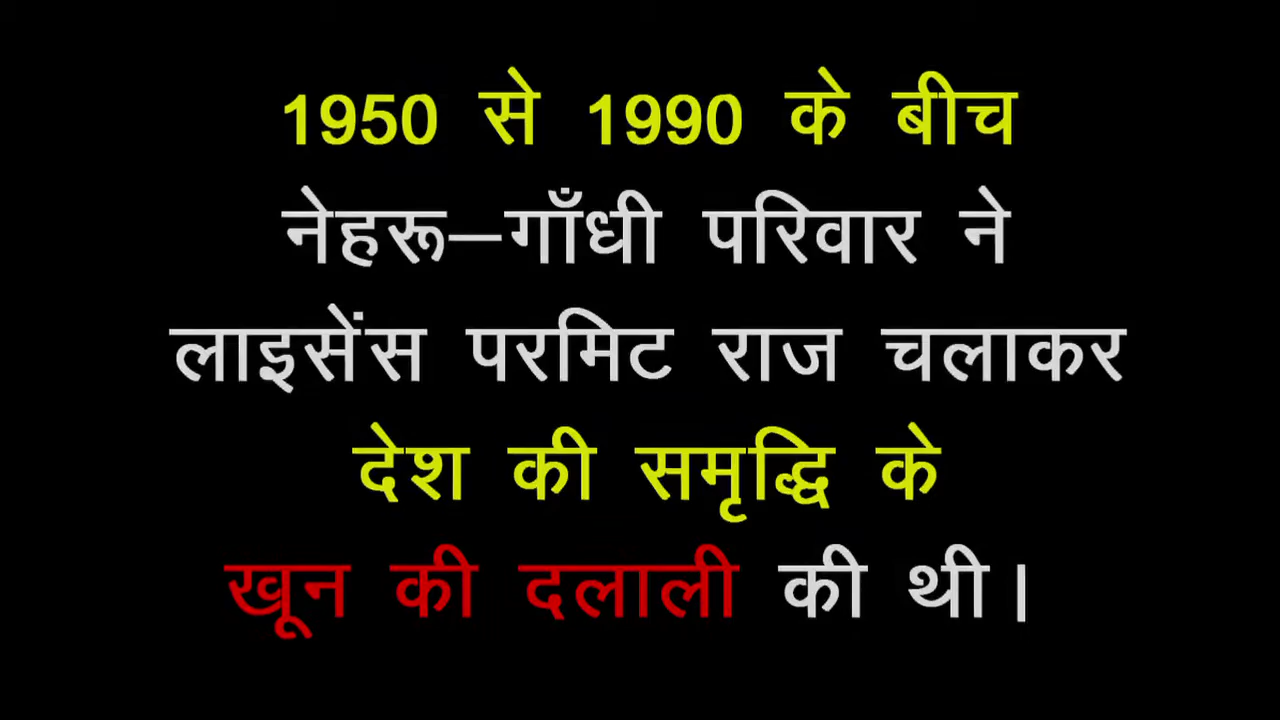 1950 से 1990 के बीच
नेहरू–गाँधी परिवार ने
लाइसेंस परमिट राज चलाकर
देश की समृद्धि के
खून की दलाली की थी।